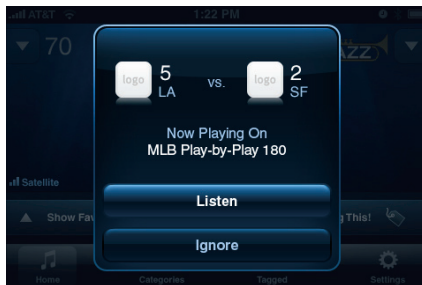 AT&T 1:22 PM
70 JAZZ
logo 5 LA vs. logo 2 SF
Now Playing On
MLB Play-by-Play 180
Satellite
Listen
Show Fav This!
Ignore
Home Categories Tagged Settings